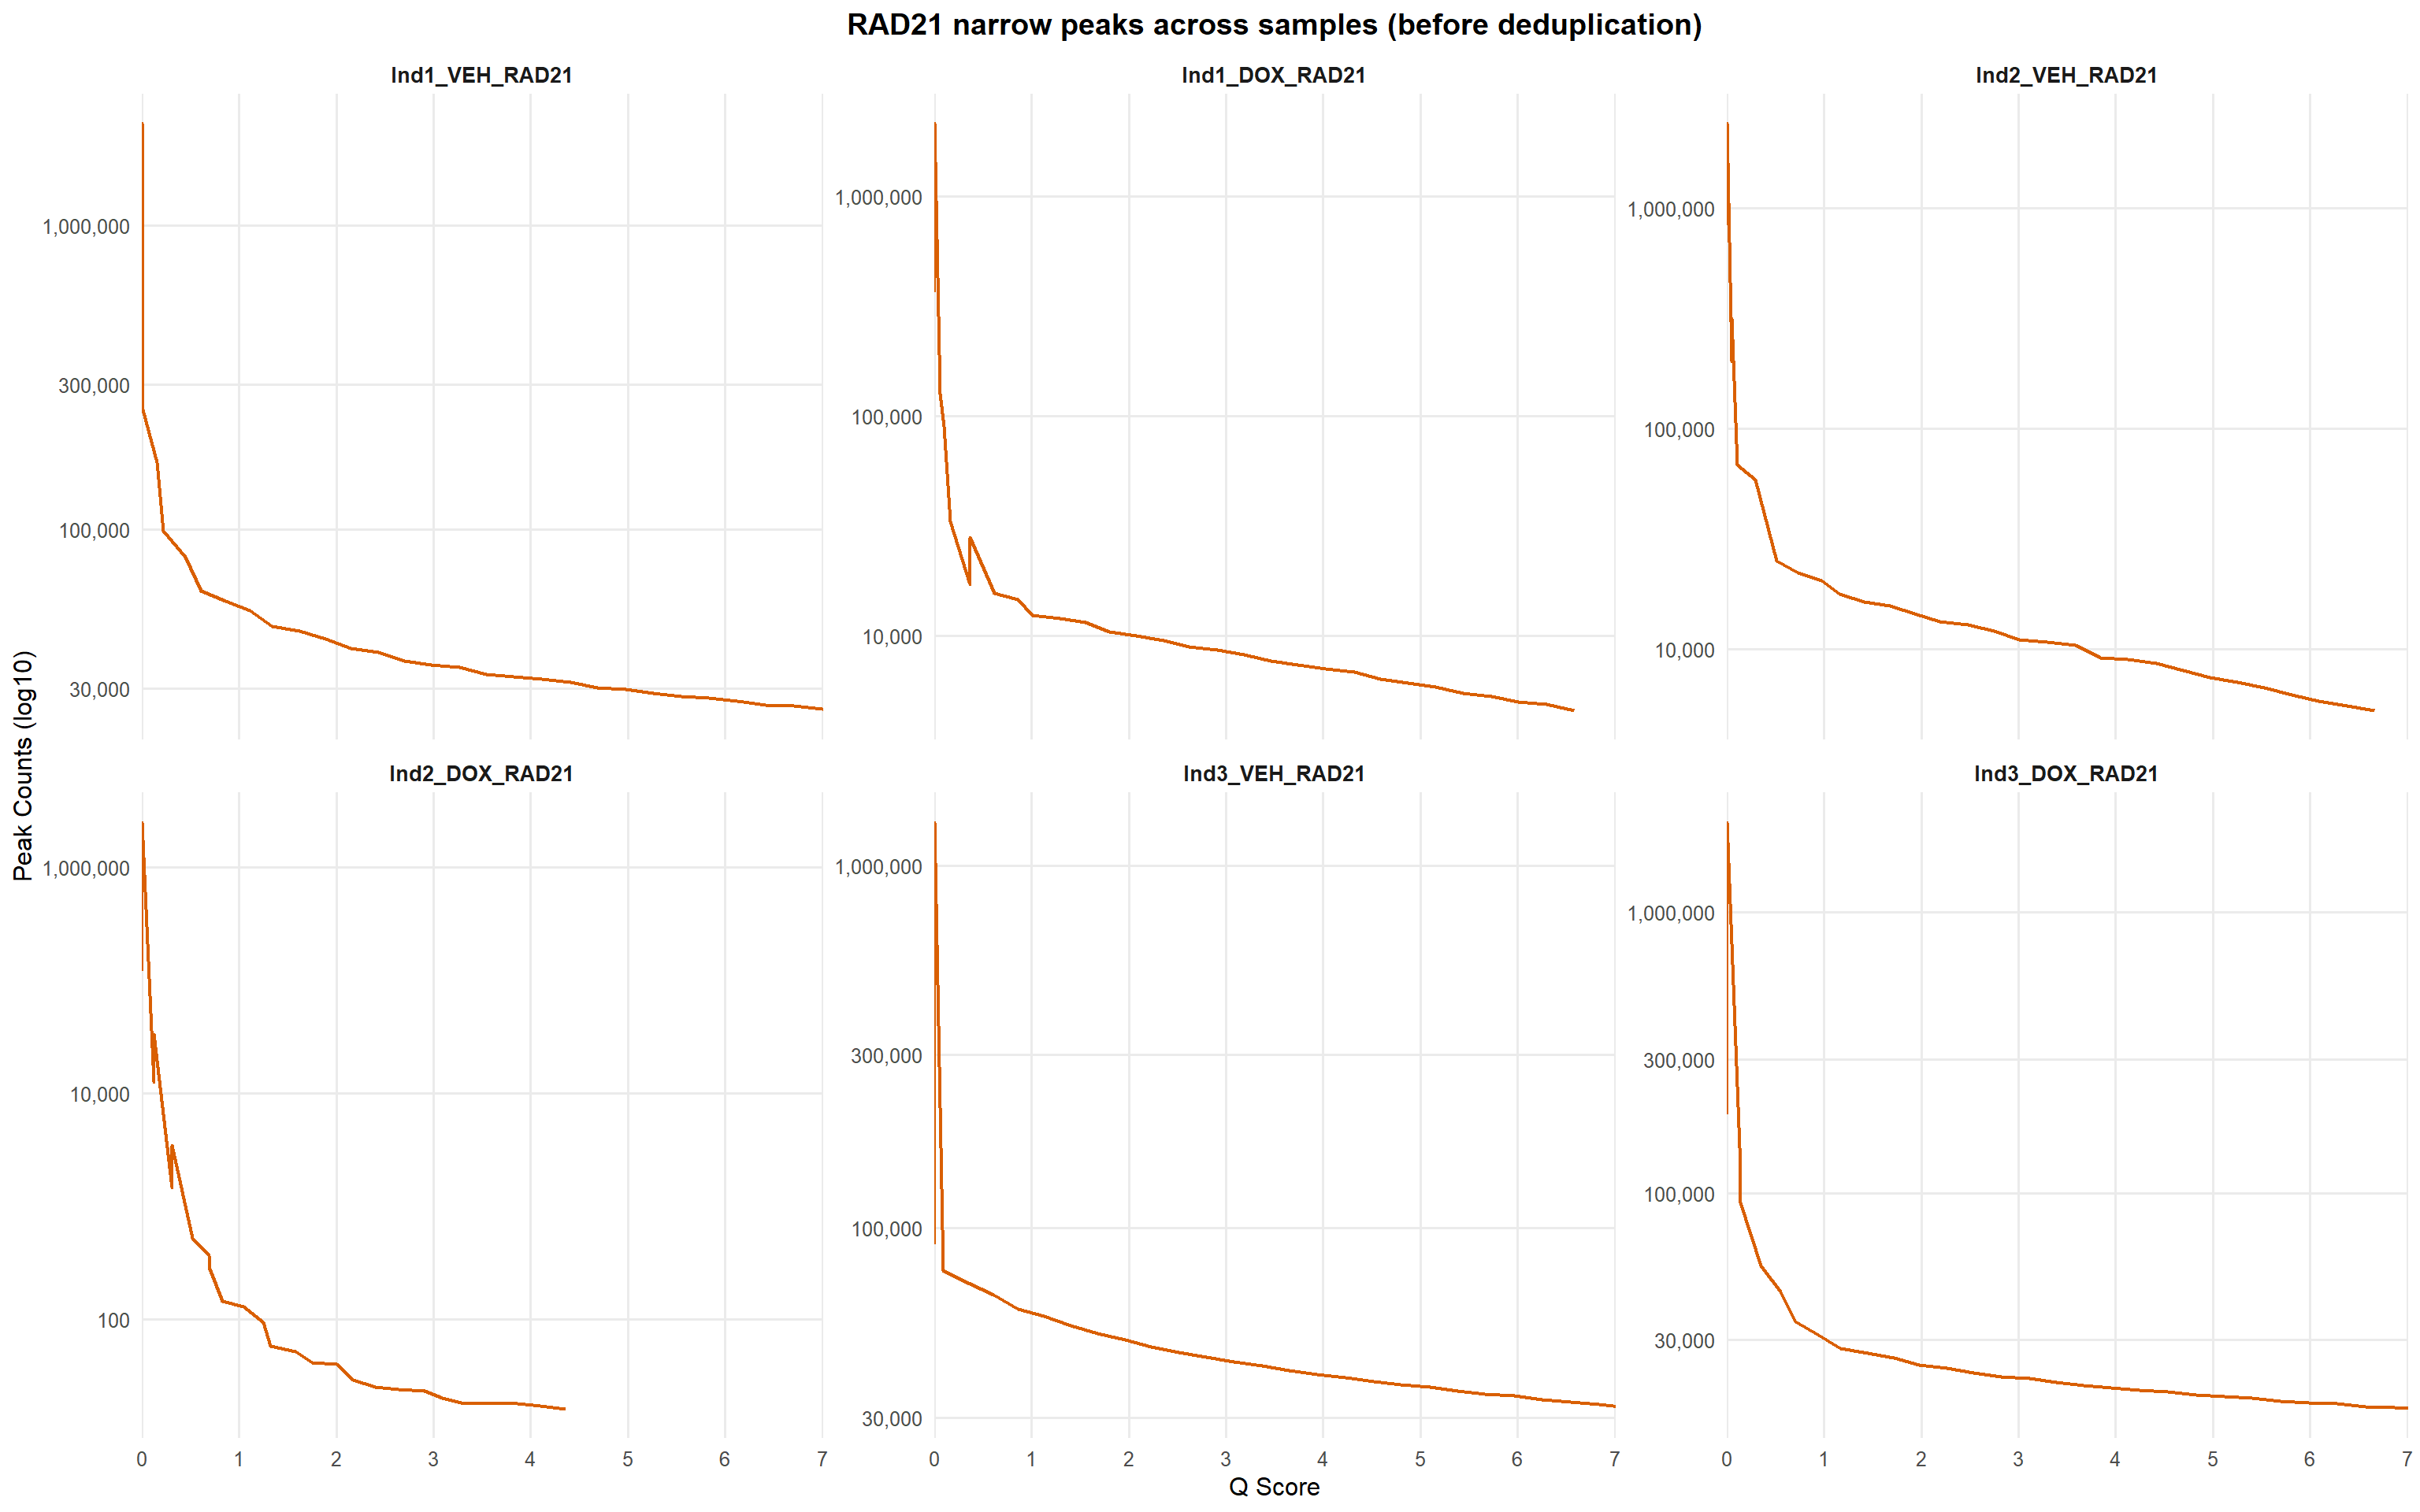 RAD21 narrow peaks across samples (before deduplication)
Ind1_VEH_RAD21
Ind1_DOX_RAD21
Ind2_VEH_RAD21
1,000,000
300,000
100,000
30,000
1,000,000
100,000
10,000
1,000,000
100,000
10,000
0 1 2 3 4 5 6 7
Peak Counts (log10)
Ind2_DOX_RAD21
Ind3_VEH_RAD21
Ind3_DOX_RAD21
1,000,000
10,000
100
1,000,000
300,000
100,000
30,000
1,000,000
300,000
100,000
30,000
0 1 2 3 4 5 6 7
0 1 2 3 4 5 6 7
Q Score